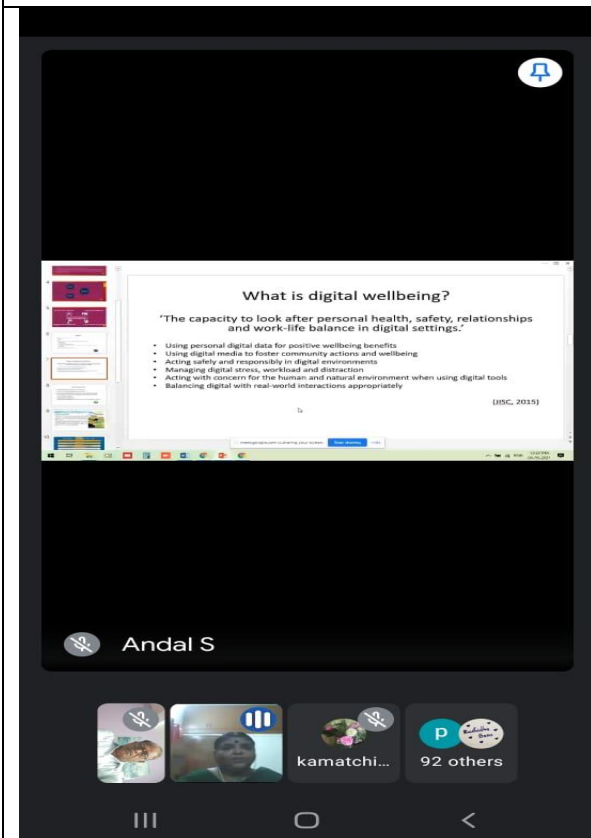 What is digital wellbeing?
'The capacity to look after personal health, safety, relationships
and work-life balance in digital settings.'
• Using personal digital data for positive wellbeing benefits
• Using digital media to foster community actions and wellbeing
• Acting safely and responsibly in digital environments
• Managing digital stress, workload and distraction
• Acting with concern for the human and natural environment when using digital tools
• Balancing digital with real-world interactions appropriately
(JISC, 2015)
Andal S
kamatchi...
P
92 others